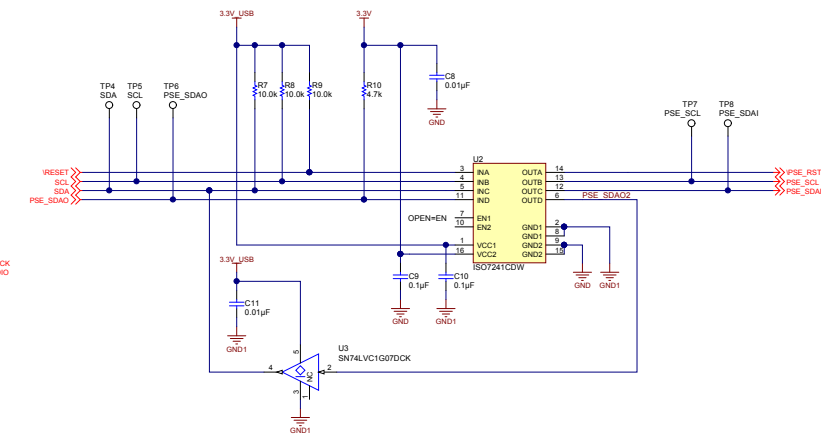 3.3V_USB
3.3V
TP4
SDA
TP5
SCL
TP6
PSE_SDAO
R7
10.0k
R8
10.0k
R9
10.0k
R10
4.7k
C8
0.01µF
GND
TP7
PSE_SCL
TP8
PSE_SDAI
U2
\RESET
SCL
SDA
PSE_SDAO
3 INA OUTA 14
4 INB OUTB 13
5 INC OUTC 12
11 IND OUTD 6
PSE_SDAO2
\PSE_RST
PSE_SCL
PSE_SDAI
OPEN=EN
7 EN1
10 EN2
GND1 2
GND1 8
GND2 9
GND2 15
1 VCC1
16 VCC2
ISO7241CDW
CK
IO
3.3V_USB
C9
0.1µF
C10
0.1µF
GND
GND1
C11
0.01µF
GND
GND1
GND1
U3
SN74LVC1G07DCK
5
4
2
NC
3
1
GND1